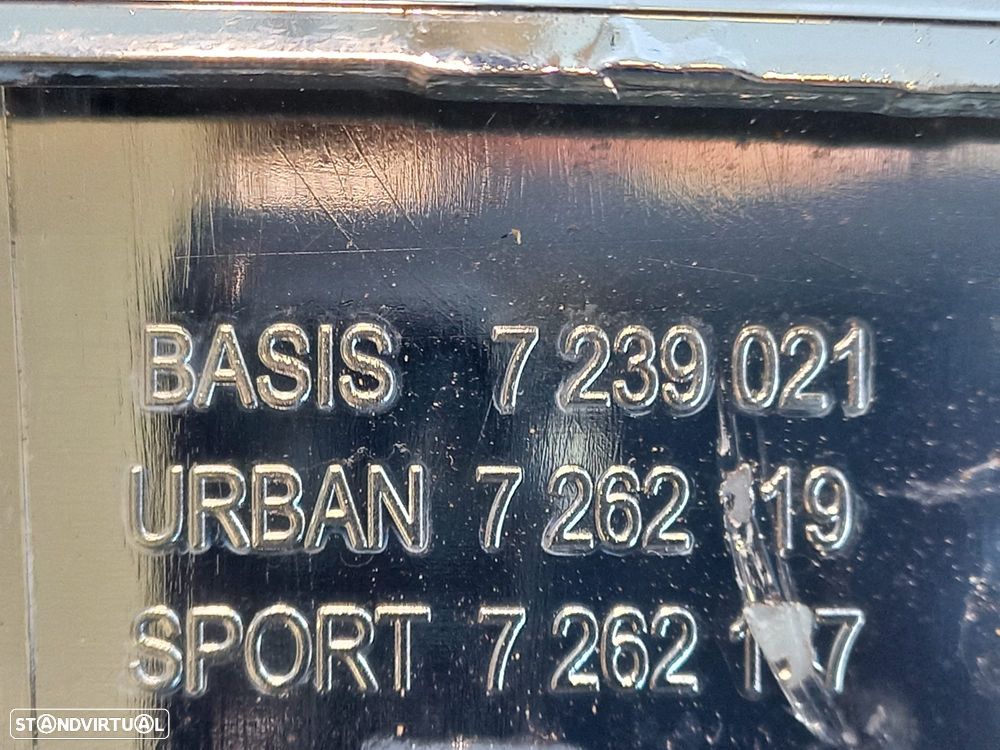 BASIS 7 239 021
URBAN 7 262
SPORT 7 262
STANDVIRTUAL